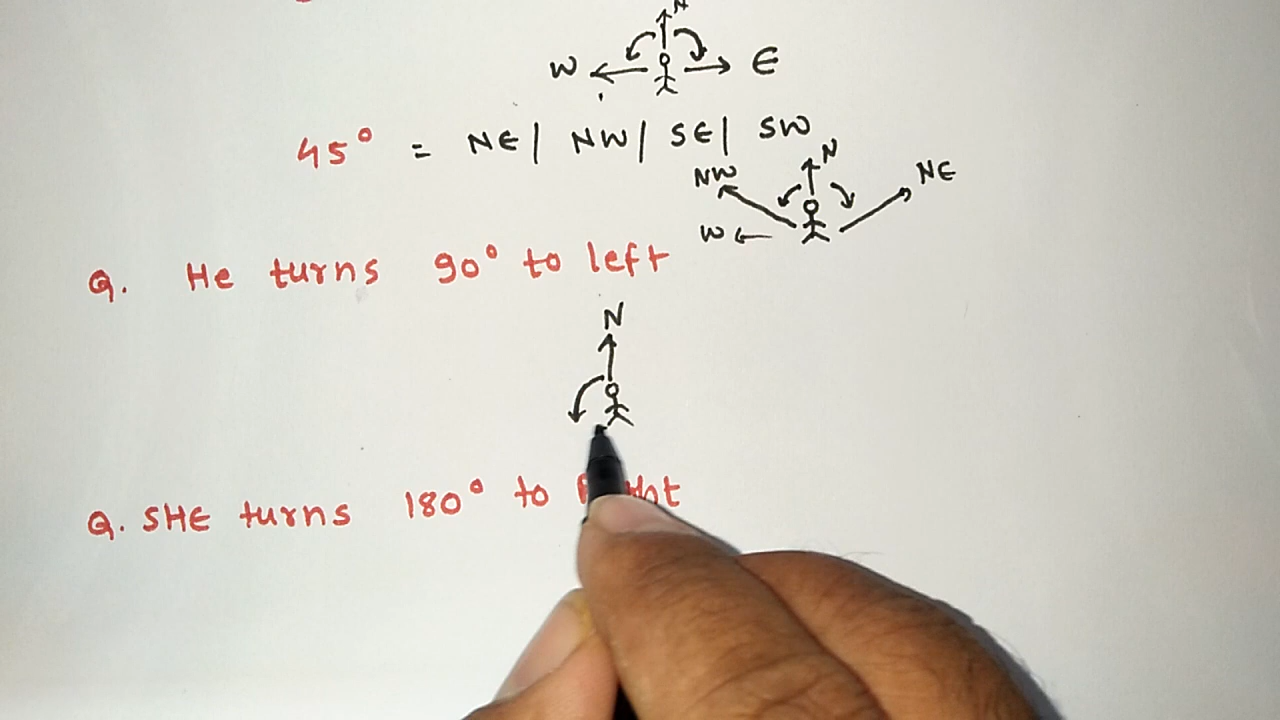 N
W E
45° = NE | NW | SE | SW
N
NW NE
W
Q. He turns 90° to left
N
Q. SHE turns 180° to